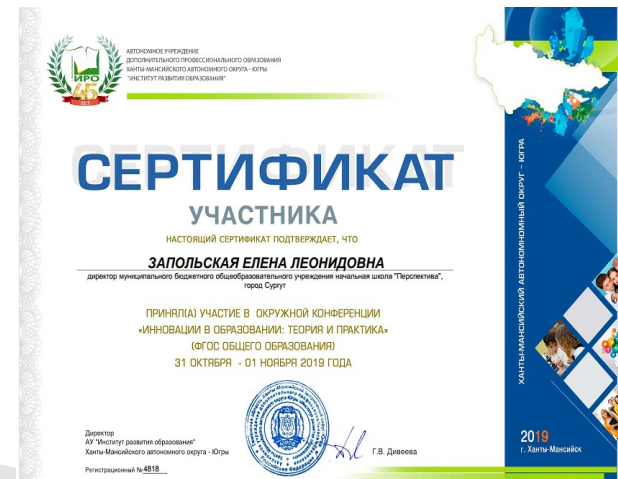 ИРО
45
ЛЕТ
АВТОНОМНОЕ УЧРЕЖДЕНИЕ
ДОПОЛНИТЕЛЬНОГО ПРОФЕССИОНАЛЬНОГО ОБРАЗОВАНИЯ
ХАНТЫ-МАНСИЙСКОГО АВТОНОМНОГО ОКРУГА - ЮГРЫ
"ИНСТИТУТ РАЗВИТИЯ ОБРАЗОВАНИЯ"
СЕРТИФИКАТ
УЧАСТНИКА
НАСТОЯЩИЙ СЕРТИФИКАТ ПОДТВЕРЖДАЕТ, ЧТО
ЗАПОЛЬСКАЯ ЕЛЕНА ЛЕОНИДОВНА
директор муниципального бюджетного общеобразовательного учреждения начальная школа "Перспектива",
город Сургут
ПРИНЯЛ(А) УЧАСТИЕ В ОКРУЖНОЙ КОНФЕРЕНЦИИ
«ИННОВАЦИИ В ОБРАЗОВАНИИ: ТЕОРИЯ И ПРАКТИКА»
(ФГОС ОБЩЕГО ОБРАЗОВАНИЯ)
31 ОКТЯБРЯ - 01 НОЯБРЯ 2019 ГОДА
Директор
АУ "Институт развития образования"
Ханты-Мансийского автономного округа - Югры
Г.В. Дивеева
Регистрационный №4818
ХАНТЫ-МАНСИЙСКИЙ АВТОНОМНОМНЫЙ ОКРУГ – ЮГРА
2019
г. Ханты-Мансийск